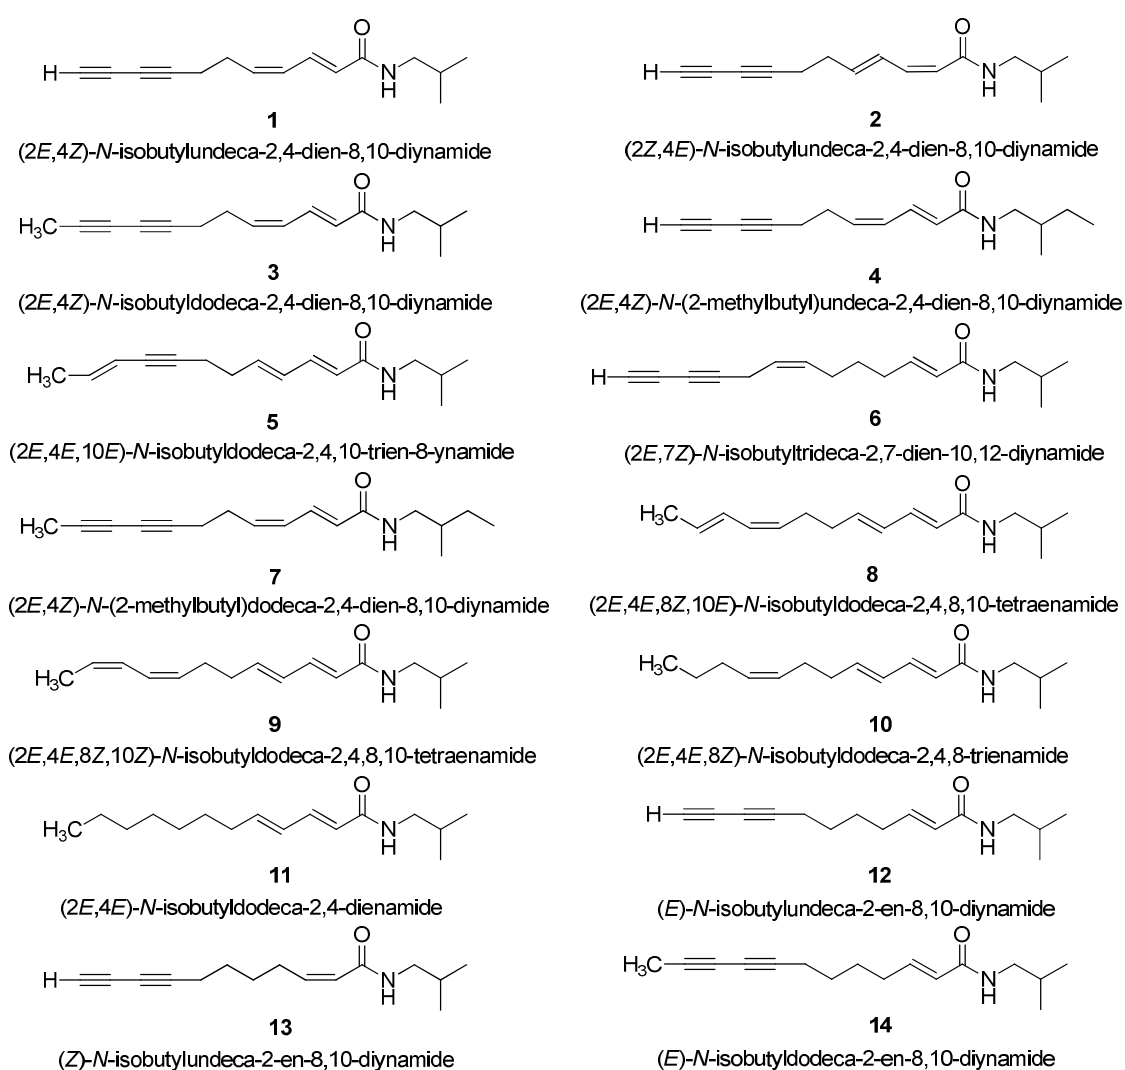 O
H
N
H
1
(2E,4Z)-N-isobutylundeca-2,4-dien-8,10-diynamide
O
H
N
H
2
(2Z,4E)-N-isobutylundeca-2,4-dien-8,10-diynamide
O
H3C
N
H
3
(2E,4Z)-N-isobutyldodeca-2,4-dien-8,10-diynamide
O
H
N
H
4
(2E,4Z)-N-(2-methylbutyl)undeca-2,4-dien-8,10-diynamide
O
H3C
N
H
5
(2E,4E,10E)-N-isobutyldodeca-2,4,10-trien-8-ynamide
O
H
N
H
6
(2E,7Z)-N-isobutyltrideca-2,7-dien-10,12-diynamide
O
H3C
N
H
7
(2E,4Z)-N-(2-methylbutyl)dodeca-2,4-dien-8,10-diynamide
O
H3C
N
H
8
(2E,4E,8Z,10E)-N-isobutyldodeca-2,4,8,10-tetraenamide
O
H3C
N
H
9
(2E,4E,8Z,10Z)-N-isobutyldodeca-2,4,8,10-tetraenamide
O
H3C
N
H
10
(2E,4E,8Z)-N-isobutyldodeca-2,4,8-trienamide
O
H3C
N
H
11
(2E,4E)-N-isobutyldodeca-2,4-dienamide
O
H
N
H
12
(E)-N-isobutylundeca-2-en-8,10-diynamide
O
H
N
H
13
(Z)-N-isobutylundeca-2-en-8,10-diynamide
O
H3C
N
H
14
(E)-N-isobutyldodeca-2-en-8,10-diynamide